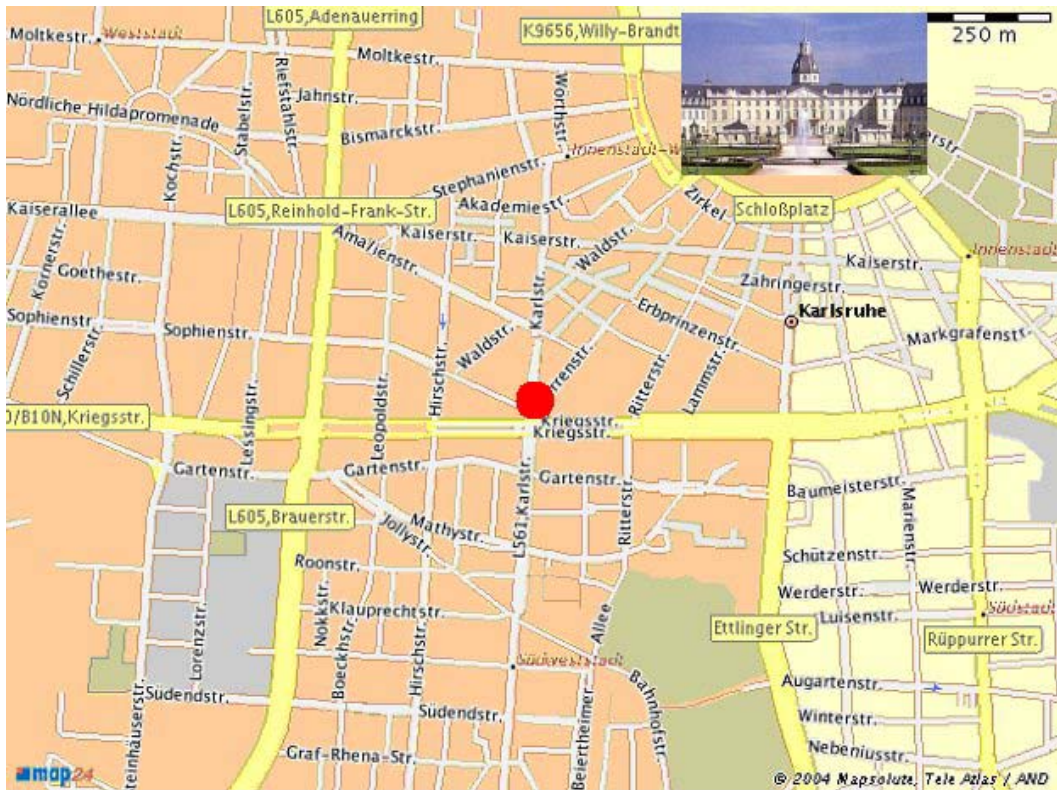 L605,Adenauerring
K9656,Willy-Brandt
250 m
Moltkestr.
Weststadt
Moltkestr.
Riefstahlstr.
Wörthstr.
Nördliche Hildapromenade
Jahnstr.
Stabelstr.
Bismarckstr.
Kochstr.
Innenstadt-W
Stephanienstr.
Kaiserallee
L605,Reinhold-Frank-Str.
Akademiestr.
Zirkel
Schloßplatz
Körnerstr.
Amalienstr.
Kaiserstr.
Kaiserstr.
Waldstr.
Innenstadt
Kaiserstr.
Goethestr.
Zähringerstr.
Karlstr.
Erbprinzenstr.
Karlsruhe
Sophienstr.
Sophienstr.
Waldstr.
Markgrafenstr.
Schillerstr.
Hirschstr.
Leopoldstr.
Lessingstr.
Ritterstr.
Lammstr.
0/B10N,Kriegsstr.
Kriegsstr.
Kriegsstr.
Gartenstr.
Gartenstr.
Gartenstr.
Baumeisterstr.
L605,Brauerstr.
Jollystr.
Mathystr.
L561,Karlstr.
Ritterstr.
Marienstr.
Roonstr.
Schützenstr.
Nokkstr.
Klauprechtstr.
Werderstr.
Werderstr.
Lorenzstr.
Boeckhstr.
Hirschstr.
Allee
Ettlinger Str.
Luisenstr.
Südstadt
Rüppurrer Str.
Südweststadt
Bahnhofstr.
Augartenstr.
Südendstr.
Südendstr.
Beiertheimer
Winterstr.
Steinhäuserstr.
Graf-Rhena-Str.
Nebeniusstr.
map24
© 2004 Mapsolute, Tele Atlas / AND